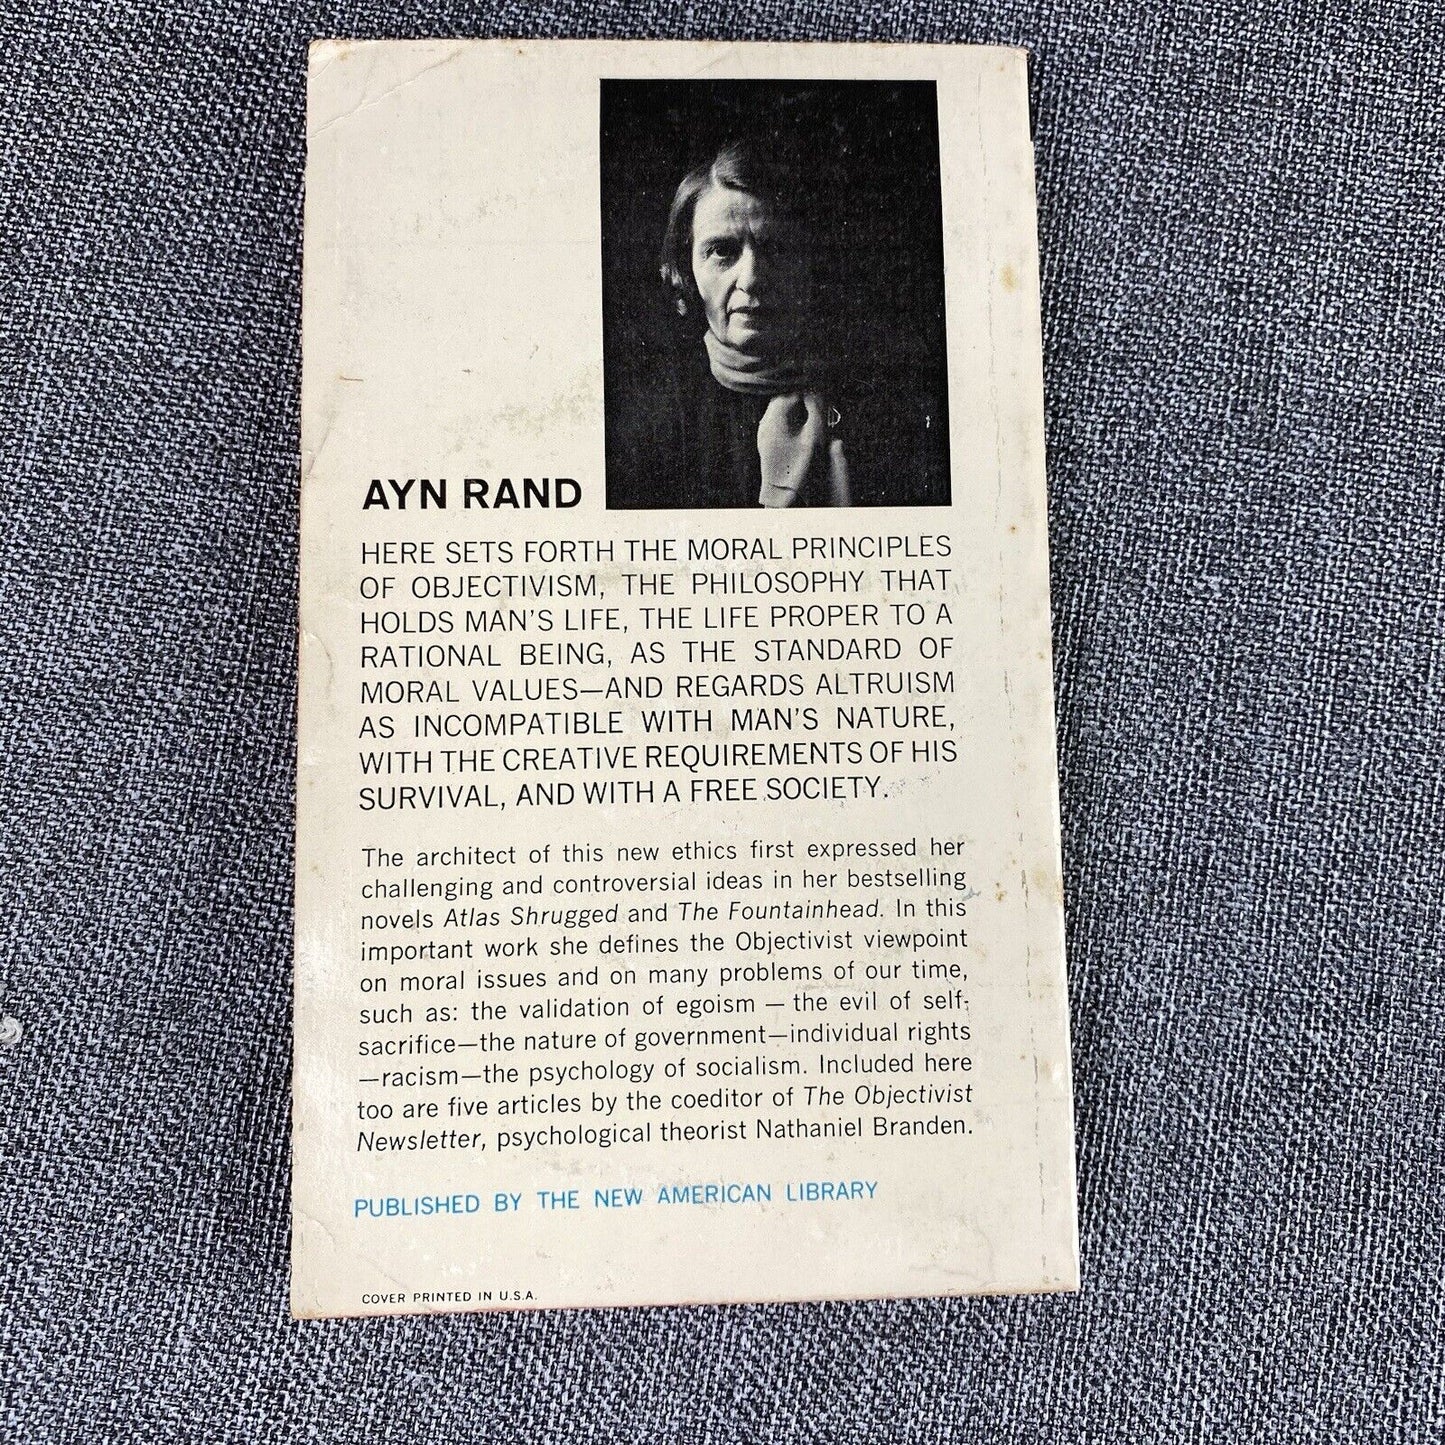 AYN RAND
HERE SETS FORTH THE MORAL PRINCIPLES
OF OBJECTIVISM, THE PHILOSOPHY THAT
HOLDS MAN'S LIFE, THE LIFE PROPER TO A
RATIONAL BEING, AS THE STANDARD OF
MORAL VALUES—AND REGARDS ALTRUISM
AS INCOMPATIBLE WITH MAN'S NATURE,
WITH THE CREATIVE REQUIREMENTS OF HIS
SURVIVAL, AND WITH A FREE SOCIETY.
The architect of this new ethics first expressed her
challenging and controversial ideas in her bestselling
novels Atlas Shrugged and The Fountainhead. In this
important work she defines the Objectivist viewpoint
on moral issues and on many problems of our time,
such as: the validation of egoism — the evil of self-
sacrifice—the nature of government—individual rights
—racism—the psychology of socialism. Included here
too are five articles by the coeditor of The Objectivist
Newsletter, psychological theorist Nathaniel Branden.
PUBLISHED BY THE NEW AMERICAN LIBRARY
COVER PRINTED IN U.S.A.